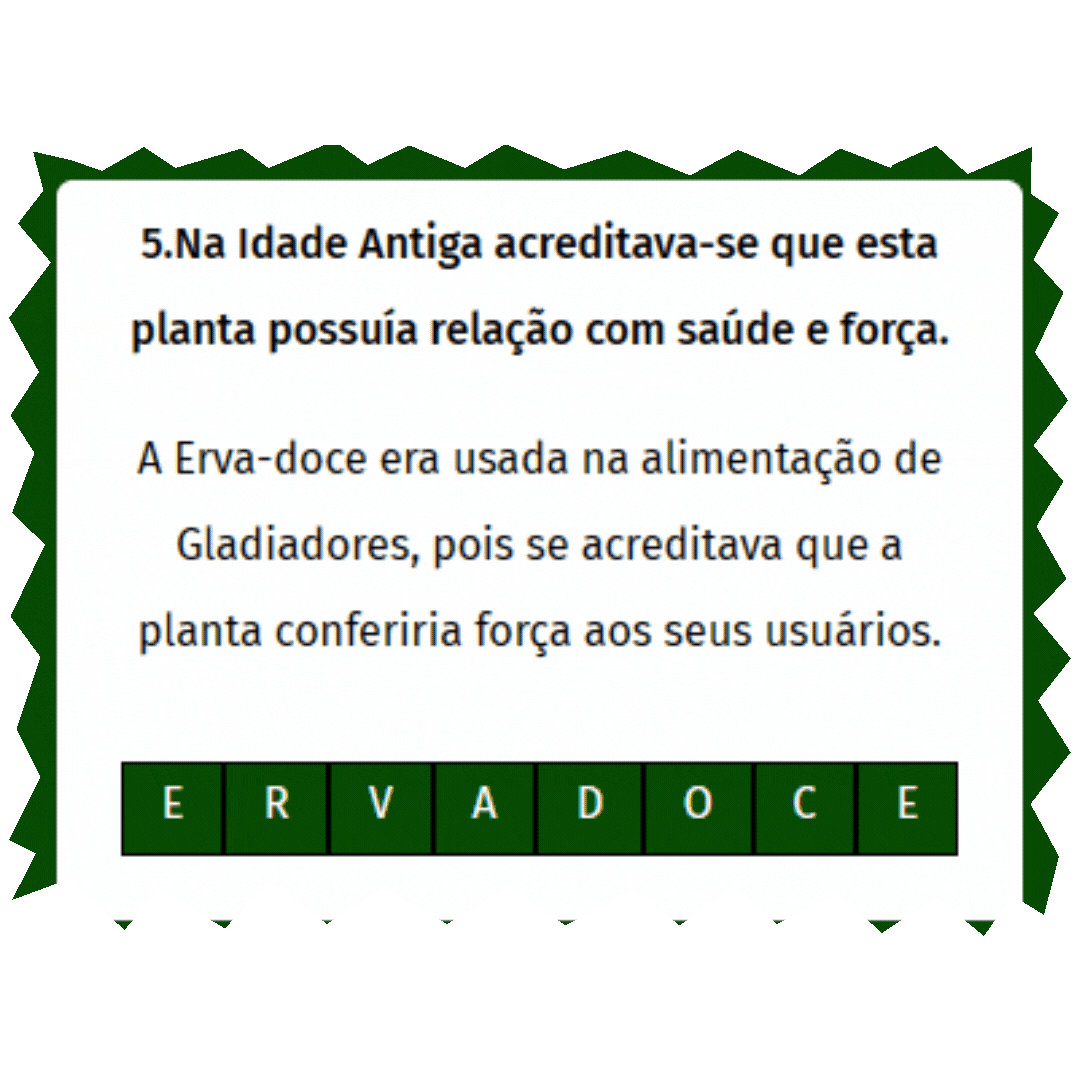 5.Na Idade Antiga acreditava-se que esta
planta possuía relação com saúde e força.
A Erva-doce era usada na alimentação de
Gladiadores, pois se acreditava que a
planta conferiria força aos seus usuários.
E R V A D O C E